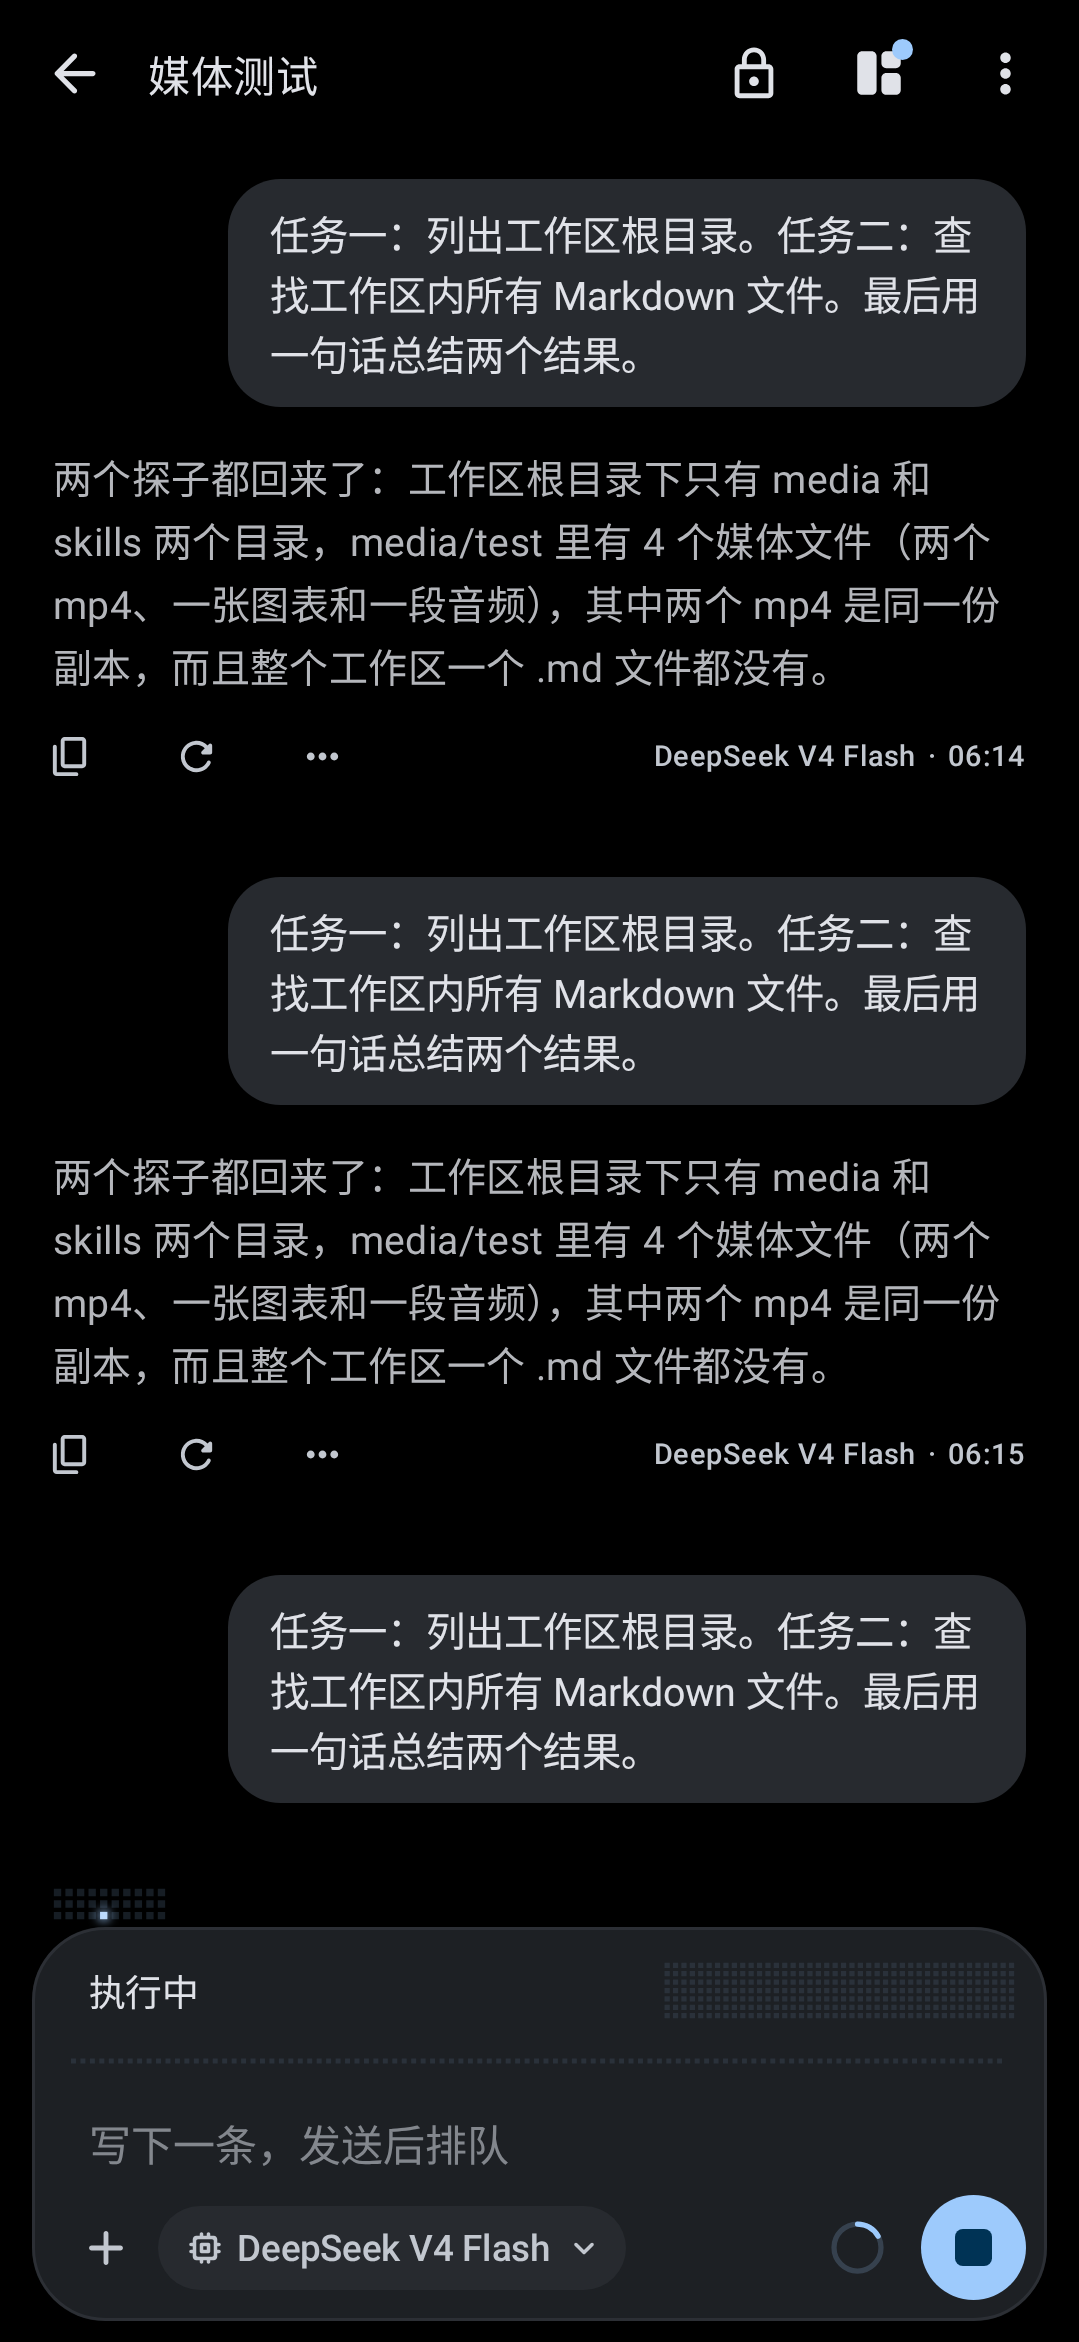 媒体测试
任务一：列出工作区根目录。任务二：查
找工作区内所有 Markdown 文件。最后用
一句话总结两个结果。
两个探子都回来了：工作区根目录下只有 media 和
skills 两个目录，media/test 里有 4 个媒体文件（两个
mp4、一张图表和一段音频），其中两个 mp4 是同一份
副本，而且整个工作区一个 .md 文件都没有。
DeepSeek V4 Flash · 06:14
任务一：列出工作区根目录。任务二：查
找工作区内所有 Markdown 文件。最后用
一句话总结两个结果。
两个探子都回来了：工作区根目录下只有 media 和
skills 两个目录，media/test 里有 4 个媒体文件（两个
mp4、一张图表和一段音频），其中两个 mp4 是同一份
副本，而且整个工作区一个 .md 文件都没有。
DeepSeek V4 Flash · 06:15
任务一：列出工作区根目录。任务二：查
找工作区内所有 Markdown 文件。最后用
一句话总结两个结果。
执行中
写下一条，发送后排队
DeepSeek V4 Flash